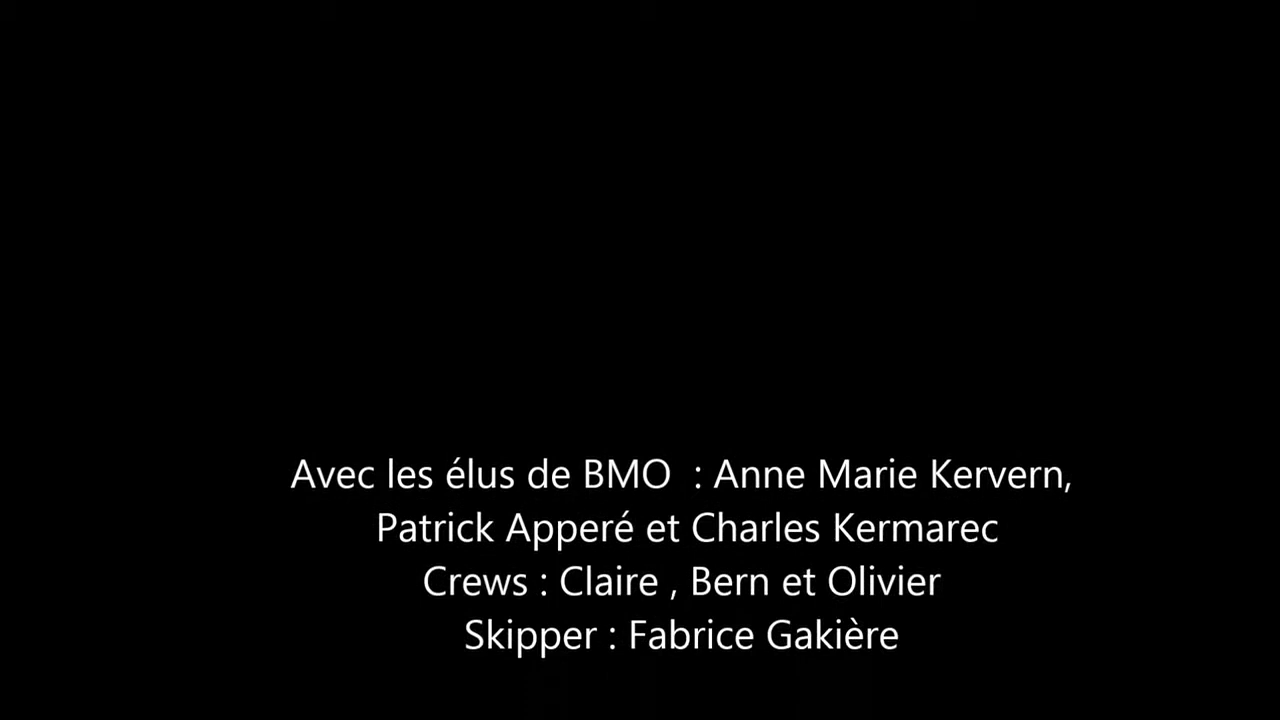 Avec les élus de BMO  : Anne Marie Kervern,
Patrick Apperé et Charles Kermarec
Crews : Claire , Bern et Olivier
Skipper : Fabrice Gakière